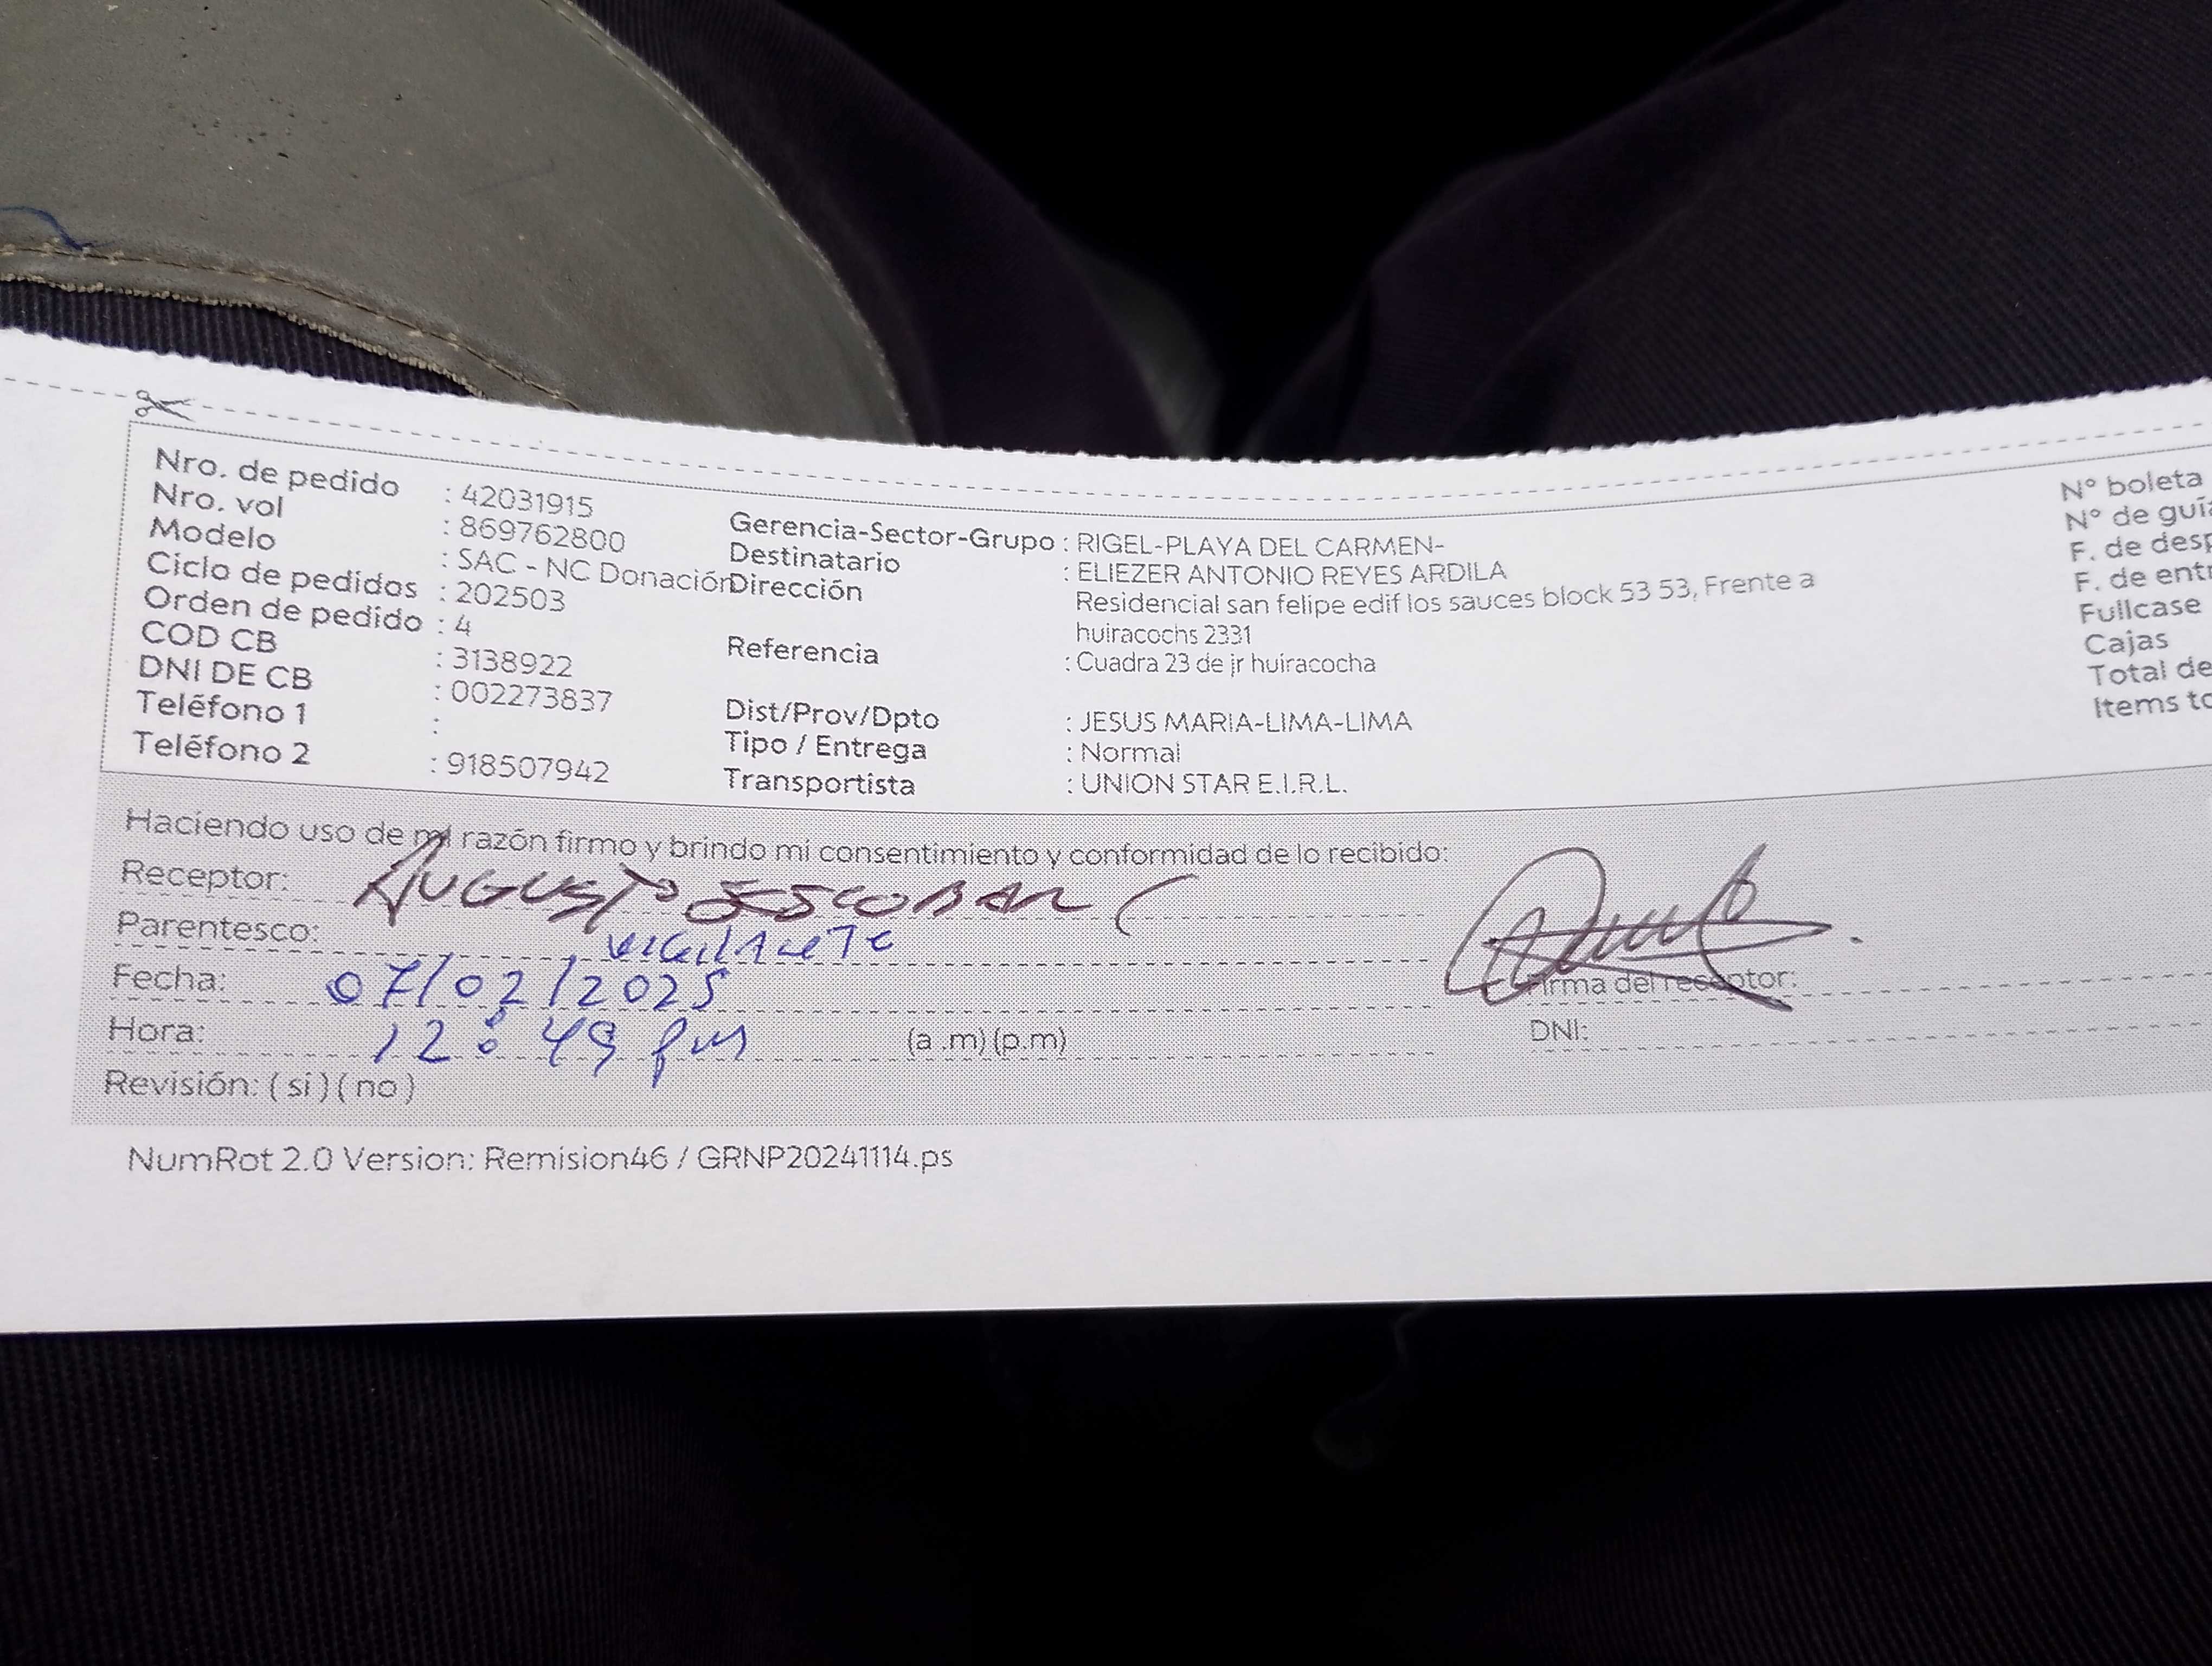 Nro. de pedido : 42031915
Nro. vol : 869762800
Modelo : SAC - NC Donación
Ciclo de pedidos : 202503
Orden de pedido : 4
COD CB : 3138922
DNI DE CB : 002273837
Teléfono 1 :
Teléfono 2 : 918507942
Gerencia-Sector-Grupo : RIGEL-PLAYA DEL CARMEN-
Destinatario : ELIEZER ANTONIO REYES ARDILA
Dirección Residencial san felipe edif los sauces block 53 53, Frente a
huiracochs 2331
Referencia : Cuadra 23 de jr huiracocha
Dist/Prov/Dpto : JESUS MARIA-LIMA-LIMA
Tipo / Entrega : Normal
Transportista : UNION STAR E.I.R.L.
N° boleta
N° de guía
F. de desp
F. de entr
Fullcase
Cajas
Total de
Items to
Haciendo uso de mi razón firmo y brindo mi consentimiento y conformidad de lo recibido:
Receptor: AUGUSTO ESCOBAR C
Parentesco: vigilante
Fecha: 07/02/2025
Hora: 12:49 pm (a .m) (p.m)
Revisión: ( si ) ( no )
Firma del receptor:
DNI:
NumRot 2.0 Version: Remision46 / GRNP20241114.ps